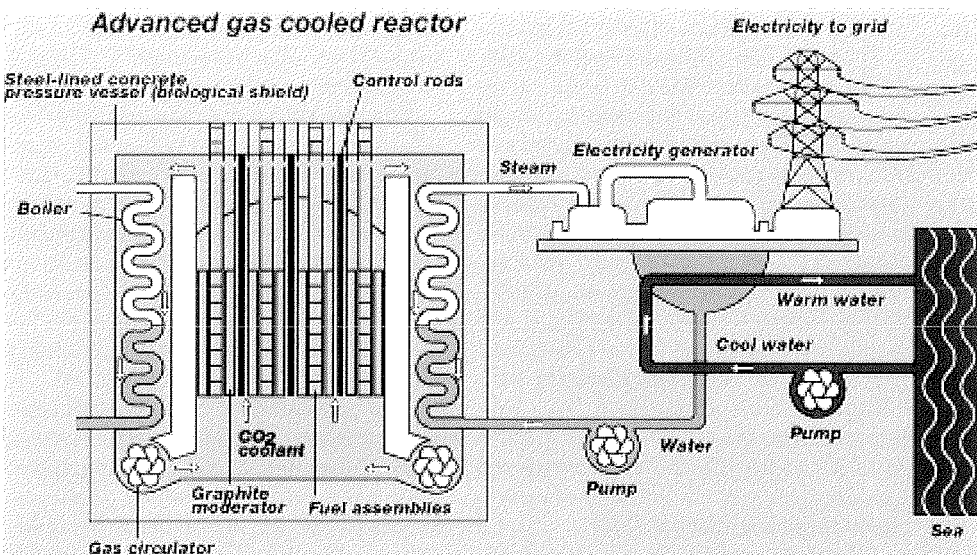 Advanced gas cooled reactor
Electricity to grid
Steel-lined concrete
pressure vessel (biological shield)
Control rods
Steam
Electricity generator
Boiler
Warm water
Cool water
CO2
coolant
Water
Pump
Graphite
moderator
Fuel assemblies
Pump
Sea
Gas circulator